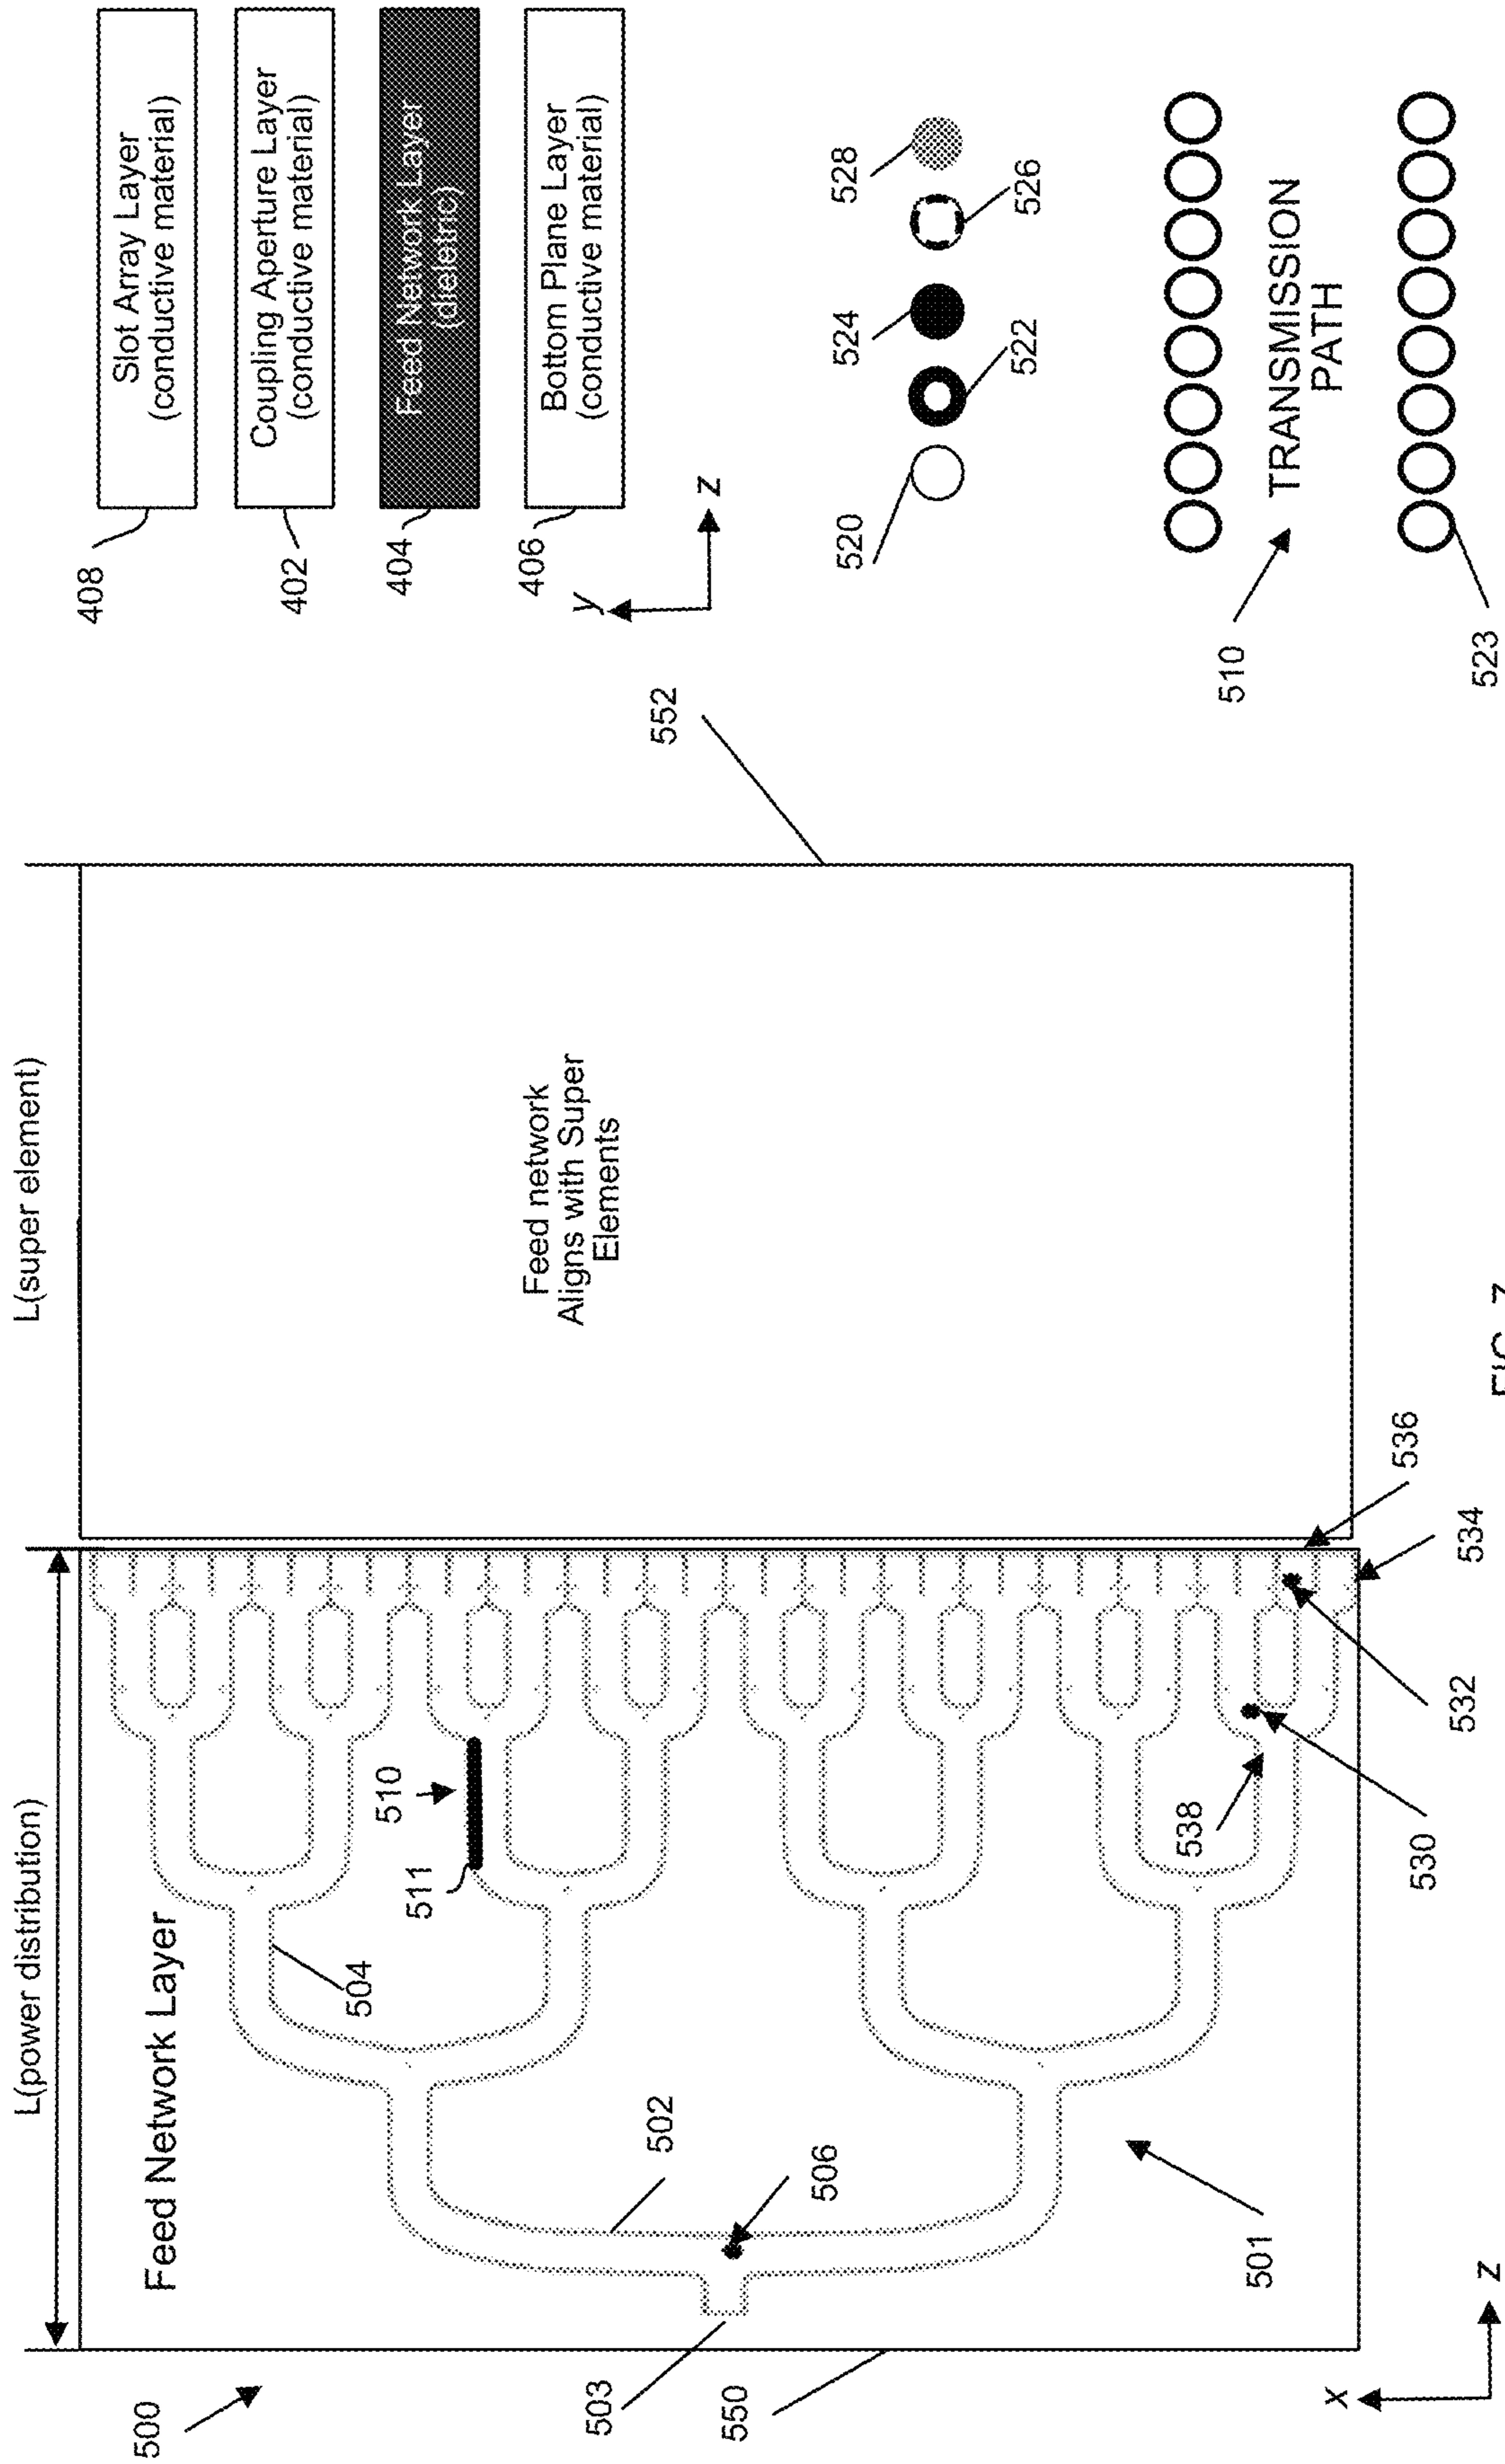 500
L(power distribution)
L(super element)
Feed Network Layer
504
511
510
502
506
503
550
501
538
530
532
534
536
x
z
Feed network
Aligns with Super
Elements
552
408
Slot Array Layer
(conductive material)
402
Coupling Aperture Layer
(conductive material)
404
Feed Network Layer
(dieletric)
406
Bottom Plane Layer
(conductive material)
y
z
520
524
528
522
526
510
TRANSMISSION
PATH
523